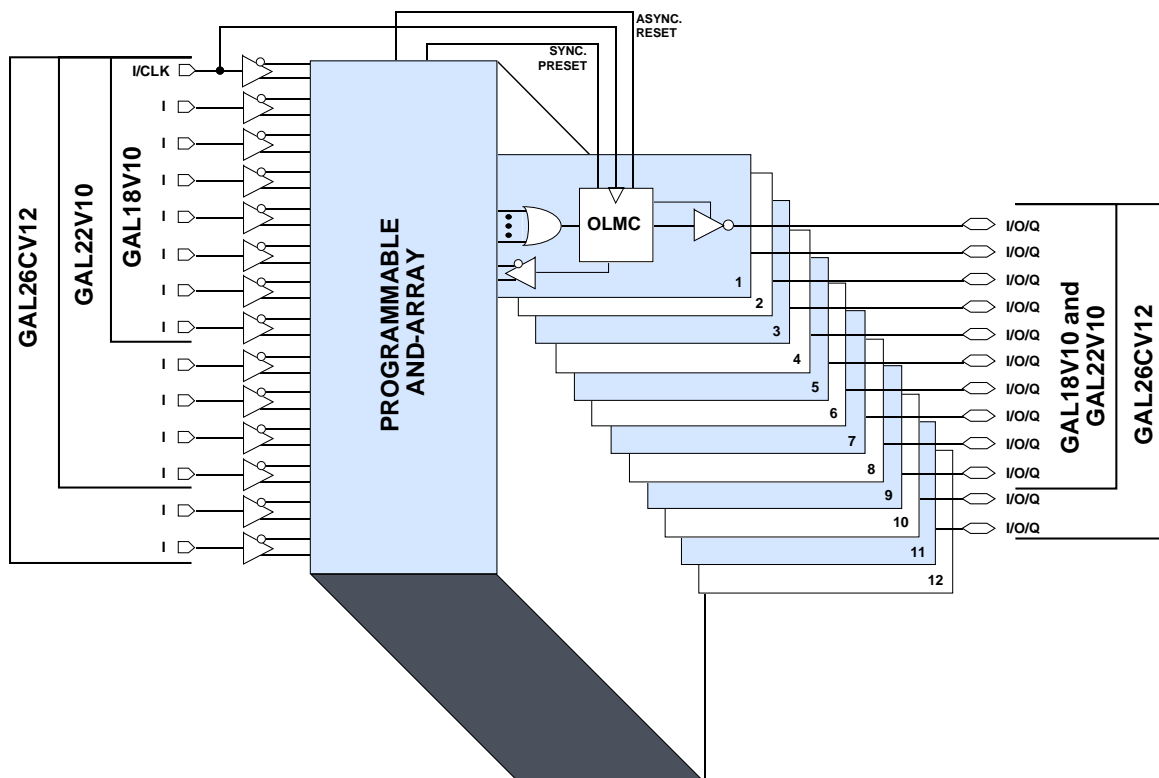 ASYNC.
RESET
SYNC.
PRESET
I/CLK
I
I
I
I
I
I
I
I
I
I
I
I
I
GAL26CV12
GAL22V10
GAL18V10
PROGRAMMABLE
AND-ARRAY
OLMC
1
2
3
4
5
6
7
8
9
10
11
12
I/O/Q
I/O/Q
I/O/Q
I/O/Q
I/O/Q
I/O/Q
I/O/Q
I/O/Q
I/O/Q
I/O/Q
I/O/Q
I/O/Q
GAL18V10 and
GAL22V10
GAL26CV12